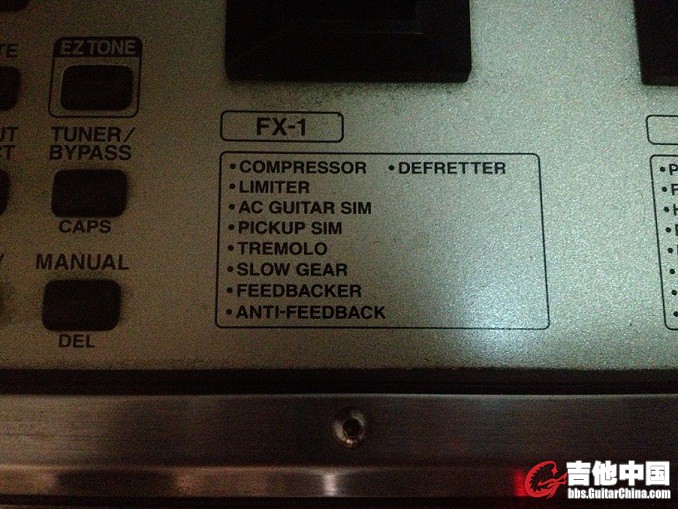 EZ TONE
TUNER/
BYPASS
CAPS
MANUAL
DEL
FX-1
•COMPRESSOR •DEFRETTER
•LIMITER
•AC GUITAR SIM
•PICKUP SIM
•TREMOLO
•SLOW GEAR
•FEEDBACKER
•ANTI-FEEDBACK
吉他中国
bbs.GuitarChina.com